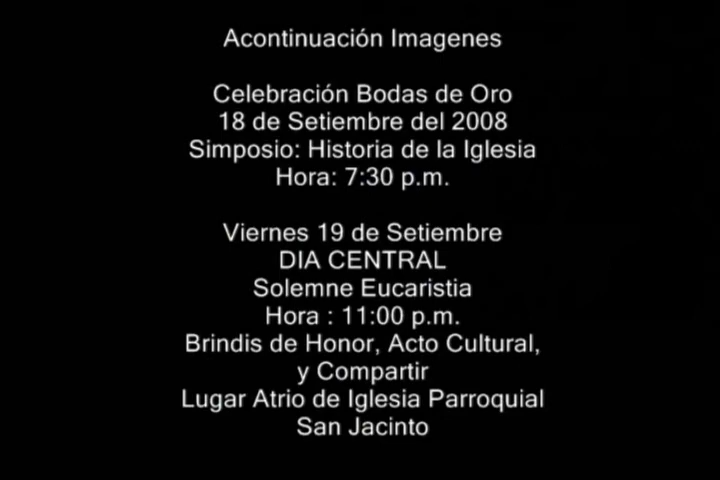 Acontinuación Imagenes
Celebración Bodas de Oro
18 de Setiembre del 2008
Simposio: Historia de la Iglesia
Hora: 7:30 p.m.
Viernes 19 de Setiembre
DIA CENTRAL
Solemne Eucaristia
Hora : 11:00 p.m.
Brindis de Honor, Acto Cultural,
y Compartir
Lugar Atrio de Iglesia Parroquial
San Jacinto